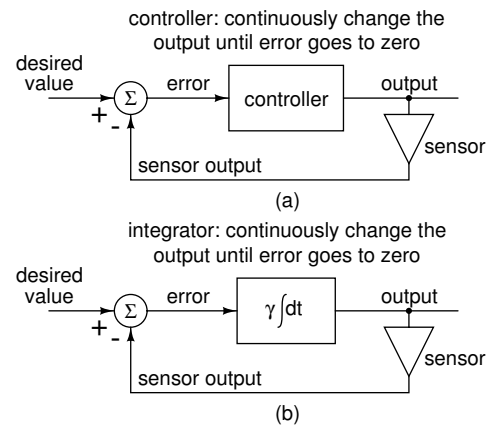 controller: continuously change the
output until error goes to zero
desired
value
error
output
Σ
controller
+
-
sensor
sensor output
(a)
integrator: continuously change the
output until error goes to zero
desired
value
error
output
Σ
γ∫dt
+
-
sensor
sensor output
(b)